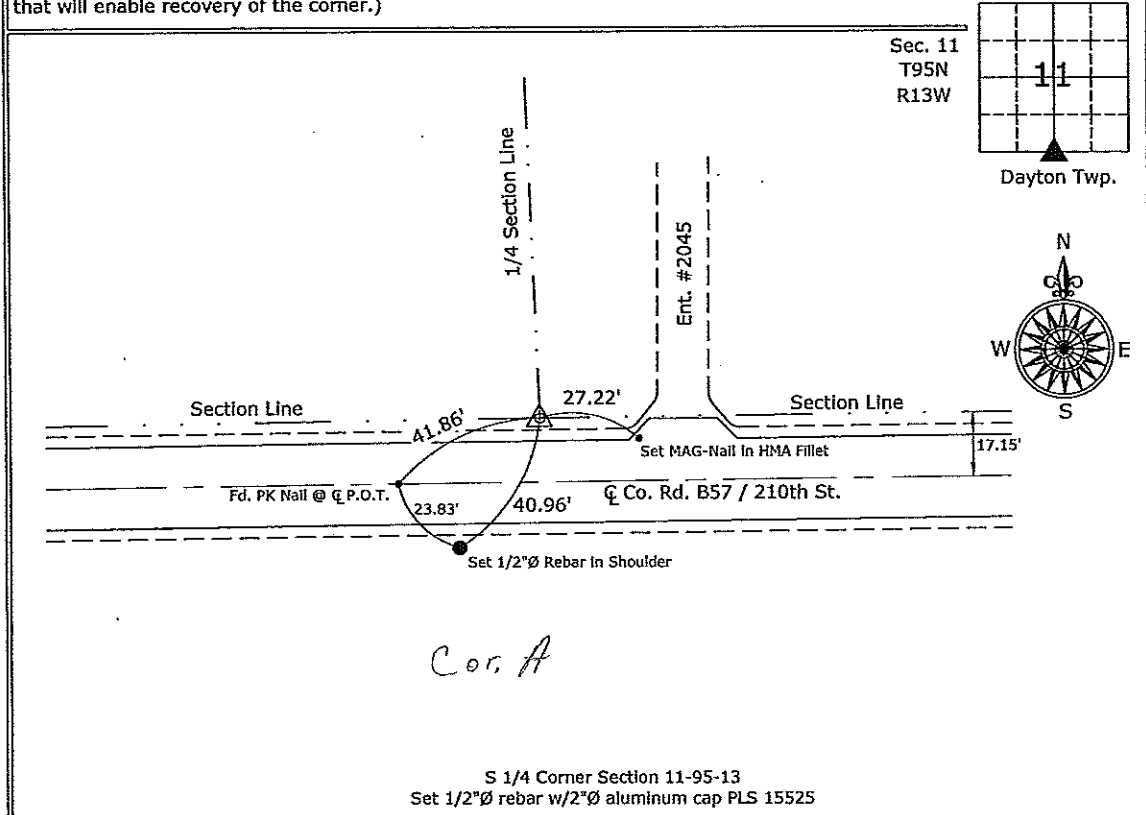 that will enable recovery of the corner.)
Sec. 11
T95N
R13W
11
Dayton Twp.
1/4 Section Line
Ent. #2045
N
W
E
S
Section Line
41.86'
27.22'
Section Line
Set MAG-Nail in HMA Fillet
17.15'
Fd. PK Nail @ ℄ P.O.T.
23.83'
40.96'
℄ Co. Rd. B57 / 210th St.
Set 1/2"Ø Rebar in Shoulder
Cor. A
S 1/4 Corner Section 11-95-13
Set 1/2"Ø rebar w/2"Ø aluminum cap PLS 15525